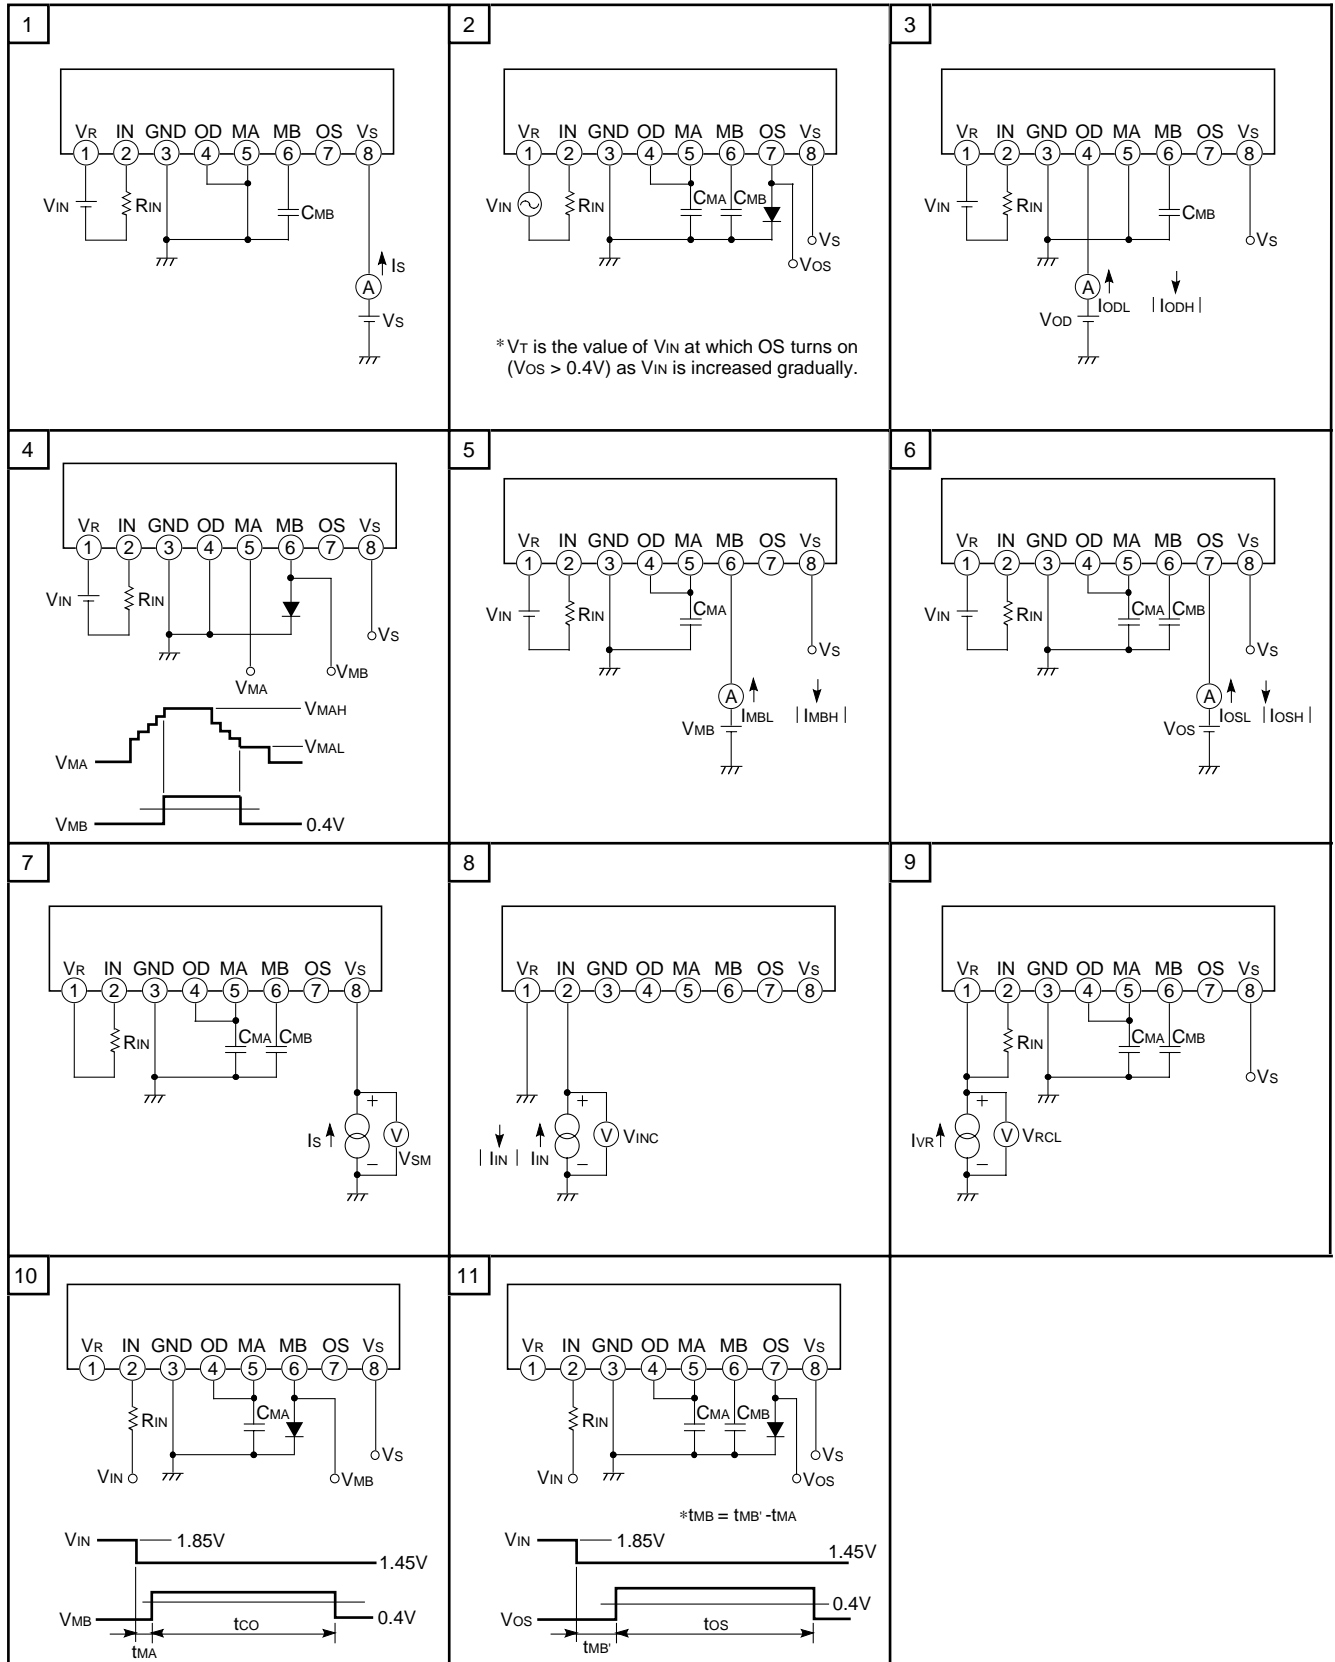 1
VR IN GND OD MA MB OS VS
1 2 3 4 5 6 7 8
VIN RIN CMB
IS
A
VS
2
VR IN GND OD MA MB OS VS
1 2 3 4 5 6 7 8
VIN RIN CMA CMB
VS
VOS
*VT is the value of VIN at which OS turns on
(VOS > 0.4V) as VIN is increased gradually.
3
VR IN GND OD MA MB OS VS
1 2 3 4 5 6 7 8
VIN RIN CMB
VS
A
IODL |IODH|
VOD
4
VR IN GND OD MA MB OS VS
1 2 3 4 5 6 7 8
VIN RIN
VS
VMA VMB
VMAH
VMAL
VMA
VMB 0.4V
5
VR IN GND OD MA MB OS VS
1 2 3 4 5 6 7 8
VIN RIN CMA
VS
A
IMBL |IMBH|
VMB
6
VR IN GND OD MA MB OS VS
1 2 3 4 5 6 7 8
VIN RIN CMA CMB
VS
A
IOSL |IOSH|
VOS
7
VR IN GND OD MA MB OS VS
1 2 3 4 5 6 7 8
RIN CMA CMB
+
IS V
VSM
−
8
VR IN GND OD MA MB OS VS
1 2 3 4 5 6 7 8
+
|IIN| IIN V VINC
−
9
VR IN GND OD MA MB OS VS
1 2 3 4 5 6 7 8
RIN CMA CMB
VS
+
IVR V VRCL
−
10
VR IN GND OD MA MB OS VS
1 2 3 4 5 6 7 8
RIN CMA
VS
VIN VMB
VIN 1.85V
1.45V
VMB 0.4V
tCO
tMA
11
VR IN GND OD MA MB OS VS
1 2 3 4 5 6 7 8
RIN CMA CMB
VS
VIN VOS
*tMB = tMB' -tMA
VIN 1.85V
1.45V
0.4V
VOS tOS
tMB'